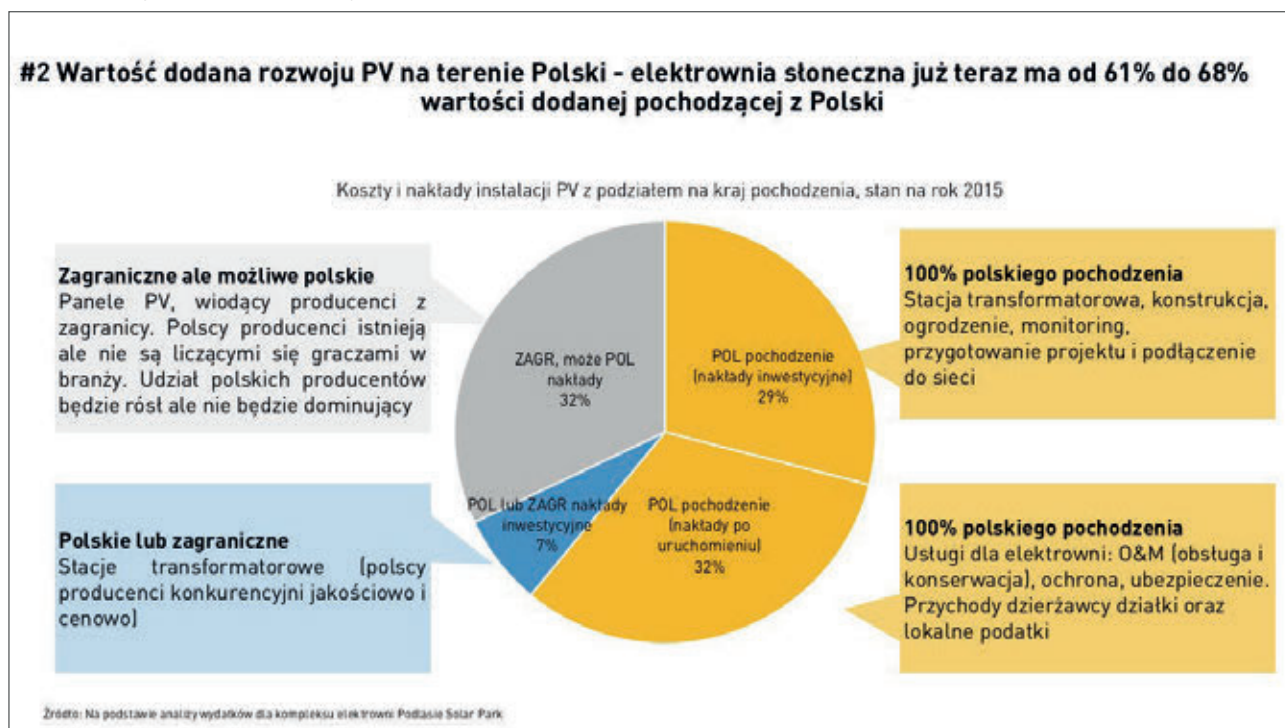 #2 Wartość dodana rozwoju PV na terenie Polski - elektrownia słoneczna już teraz ma od 61% do 68%
wartości dodanej pochodzącej z Polski
Koszty i nakłady instalacji PV z podziałem na kraj pochodzenia, stan na rok 2015
Zagraniczne ale możliwe polskie
Panele PV, wiodący producenci z
zagranicy. Polscy producenci istnieją
ale nie są liczącymi się graczami w
branży. Udział polskich producentów
będzie rósł ale nie będzie dominujący
ZAGR, może POL
nakłady
32%
POL pochodzenie
(nakłady inwestycyjne)
29%
100% polskiego pochodzenia
Stacja transformatorowa, konstrukcja,
ogrodzenie, monitoring,
przygotowanie projektu i podłączenie
do sieci
Polskie lub zagraniczne
Stacje transformatorowe (polscy
producenci konkurencyjni jakościowo i
cenowo)
POL lub ZAGR nakłady
inwestycyjne
7%
POL pochodzenie
(nakłady po
uruchomieniu)
32%
100% polskiego pochodzenia
Usługi dla elektrowni: O&M (obsługa i
konserwacja), ochrona, ubezpieczenie.
Przychody dzierżawcy działki oraz
lokalne podatki
Źródło: Na podstawie analizy wydatków dla kompleksu elektrowni Podlasie Solar Park